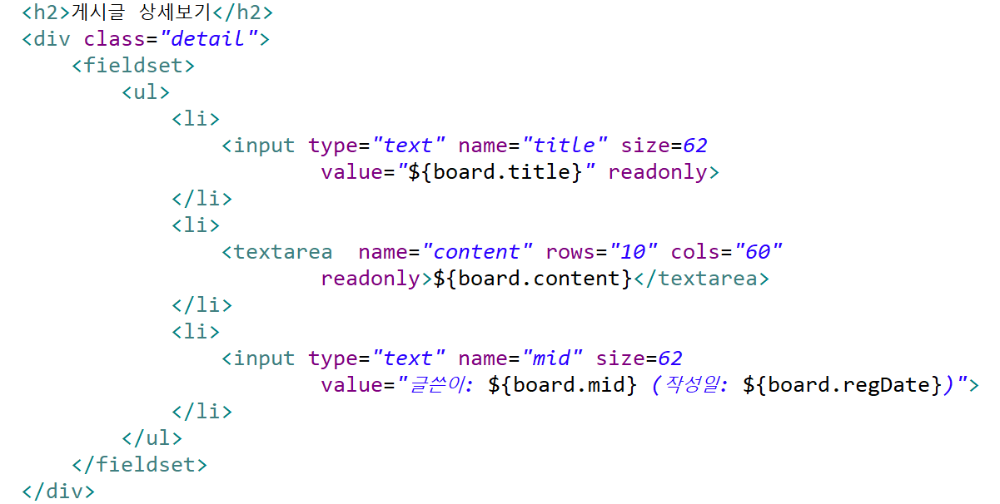 <h2>게시글 상세보기</h2>
<div class="detail">
<fieldset>
<ul>
<li>
<input type="text" name="title" size=62
value="${board.title}" readonly>
</li>
<li>
<textarea  name="content" rows="10" cols="60"
readonly>${board.content}</textarea>
</li>
<li>
<input type="text" name="mid" size=62
value="글쓴이: ${board.mid} (작성일: ${board.regDate})">
</li>
</ul>
</fieldset>
</div>